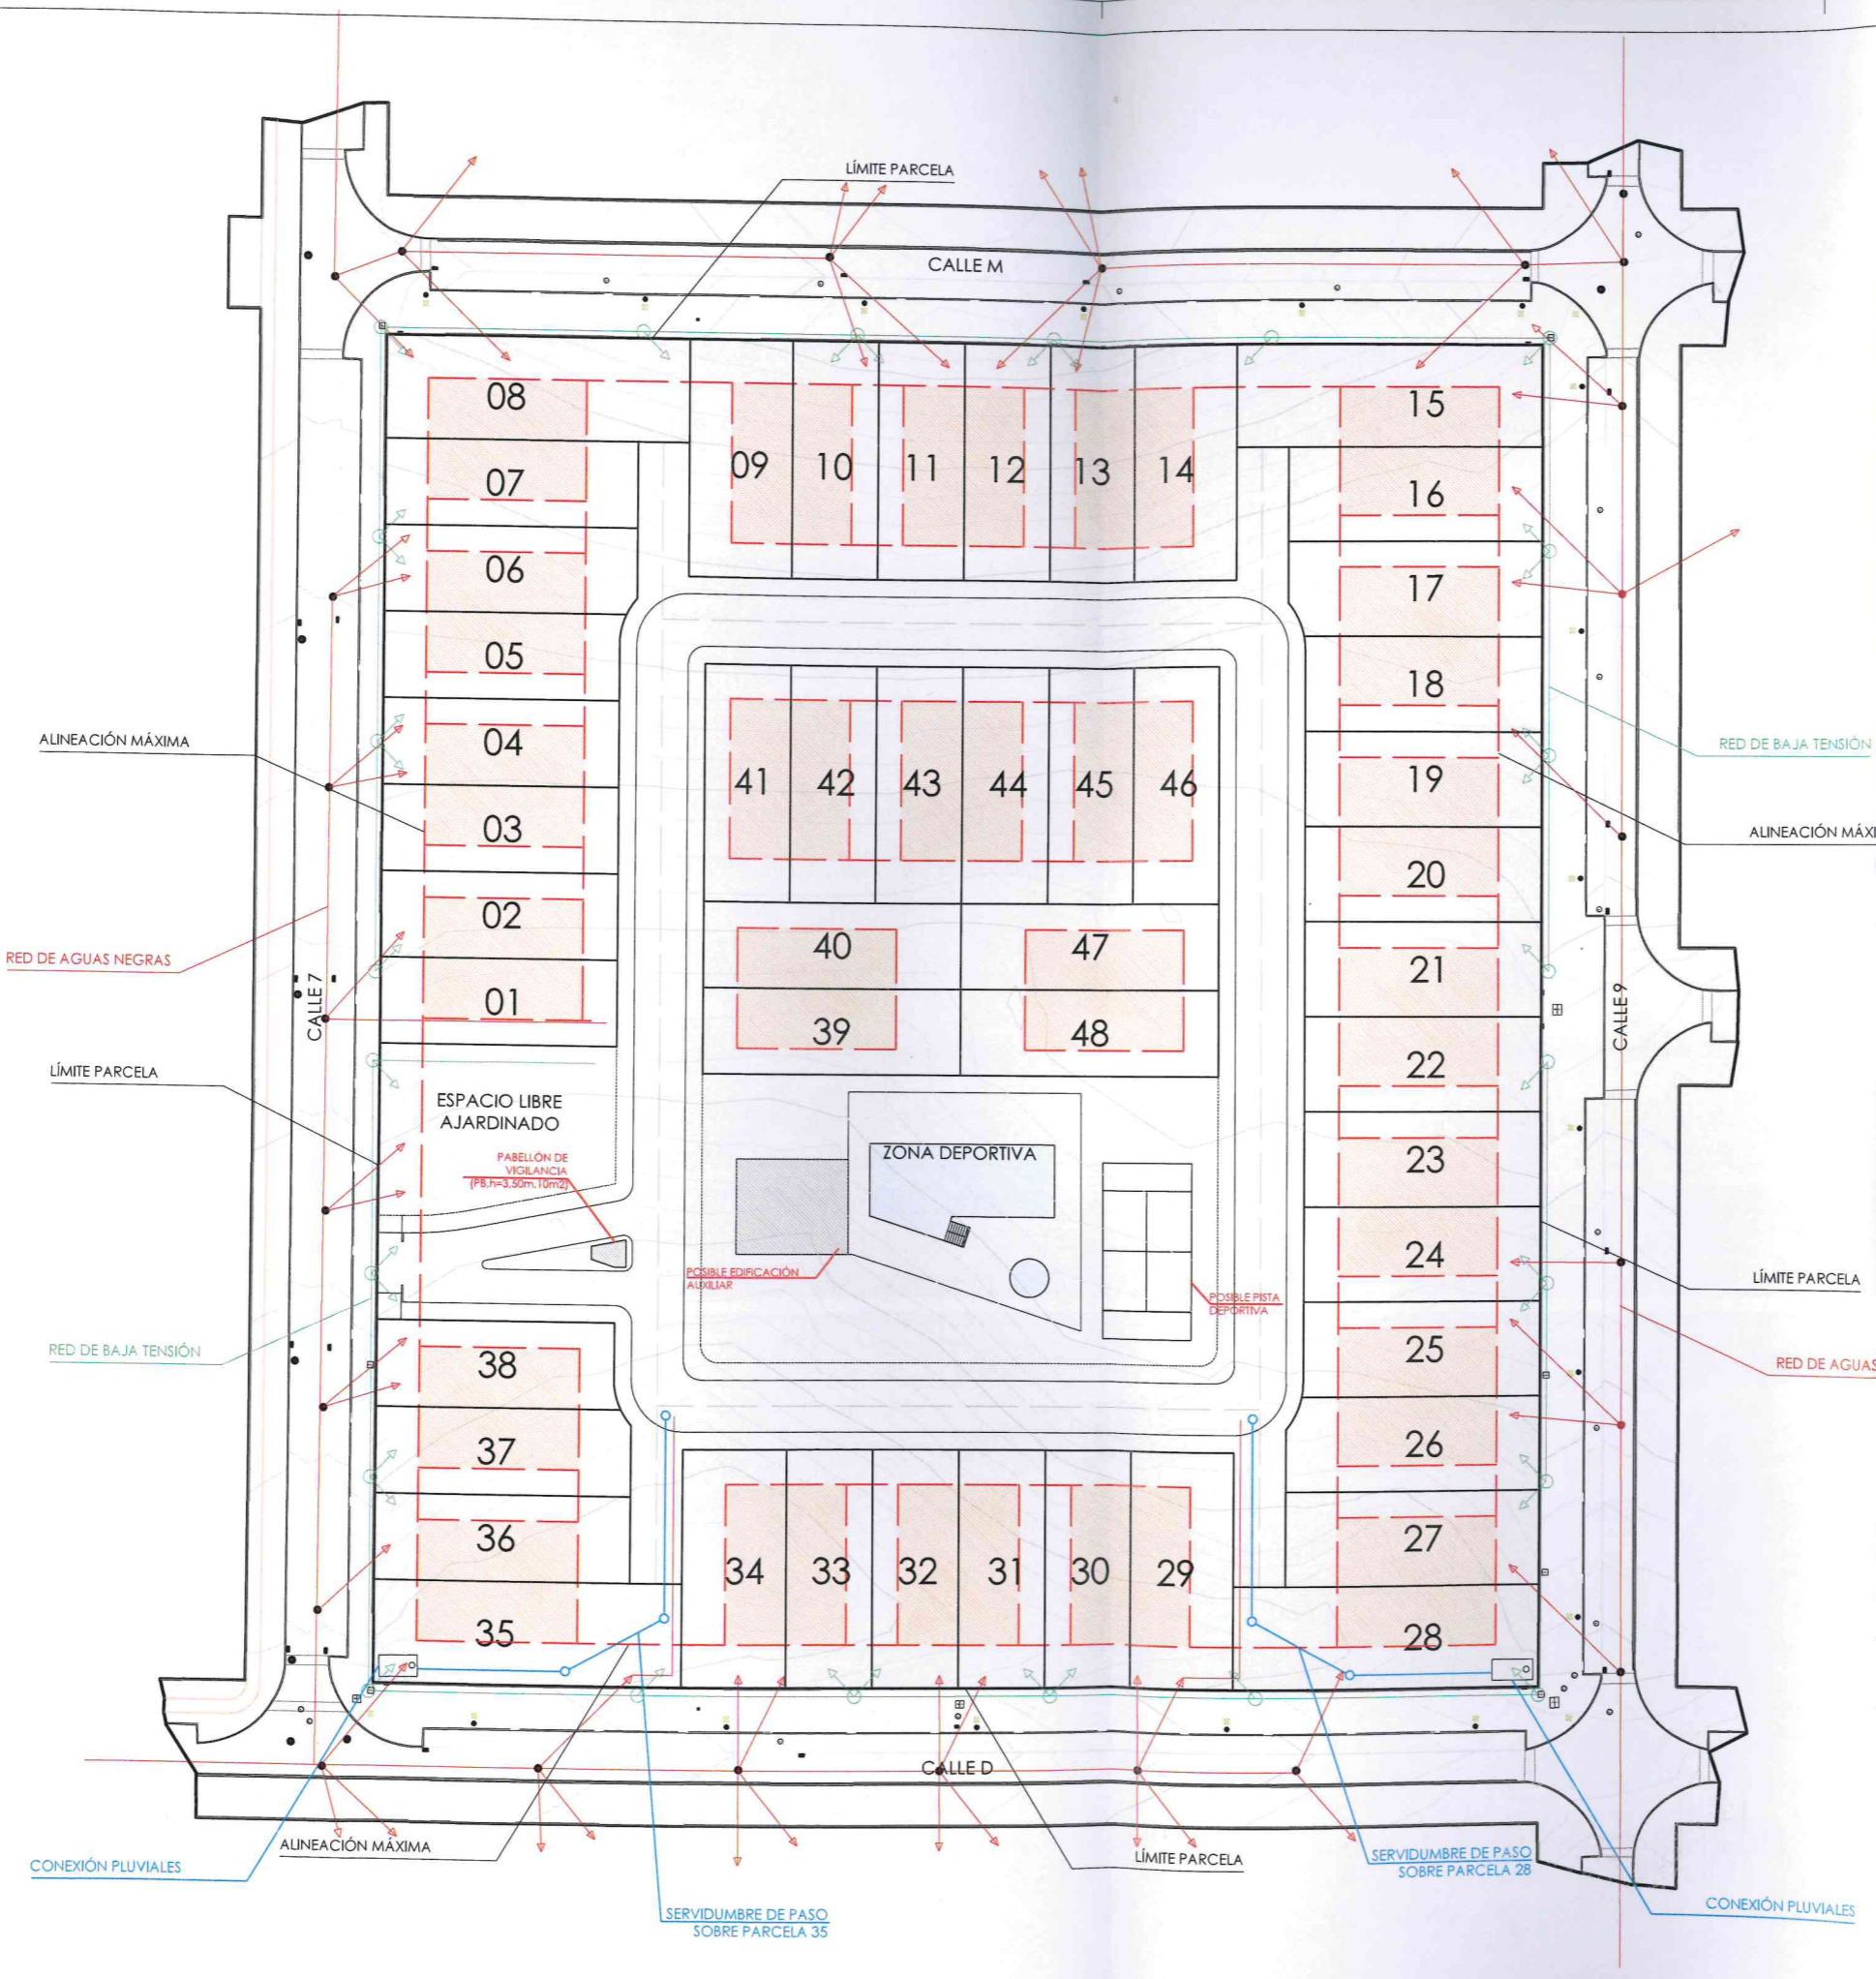 LÍMITE PARCELA
CALLE M
08
07
06
05
04
03
02
01
09
10
11
12
13
14
15
16
17
18
19
20
21
22
23
24
25
26
27
28
41
42
43
44
45
46
40
47
39
48
ALINEACIÓN MÁXIMA
RED DE AGUAS NEGRAS
CALLE 7
LÍMITE PARCELA
RED DE BAJA TENSIÓN
ESPACIO LIBRE
AJARDINADO
PABELLÓN DE
VIGILANCIA
(PB.h=3,50m.10m2)
ZONA DEPORTIVA
POSIBLE EDIFICACIÓN
AUXILIAR
POSIBLE PISTA
DEPORTIVA
RED DE BAJA TENSIÓN
ALINEACIÓN MÁXI
CALLE 9
LÍMITE PARCELA
RED DE AGUAS
38
37
36
35
34
33
32
31
30
29
CALLE D
ALINEACIÓN MÁXIMA
CONEXIÓN PLUVIALES
SERVIDUMBRE DE PASO
SOBRE PARCELA 35
LÍMITE PARCELA
SERVIDUMBRE DE PASO
SOBRE PARCELA 28
CONEXIÓN PLUVIALES